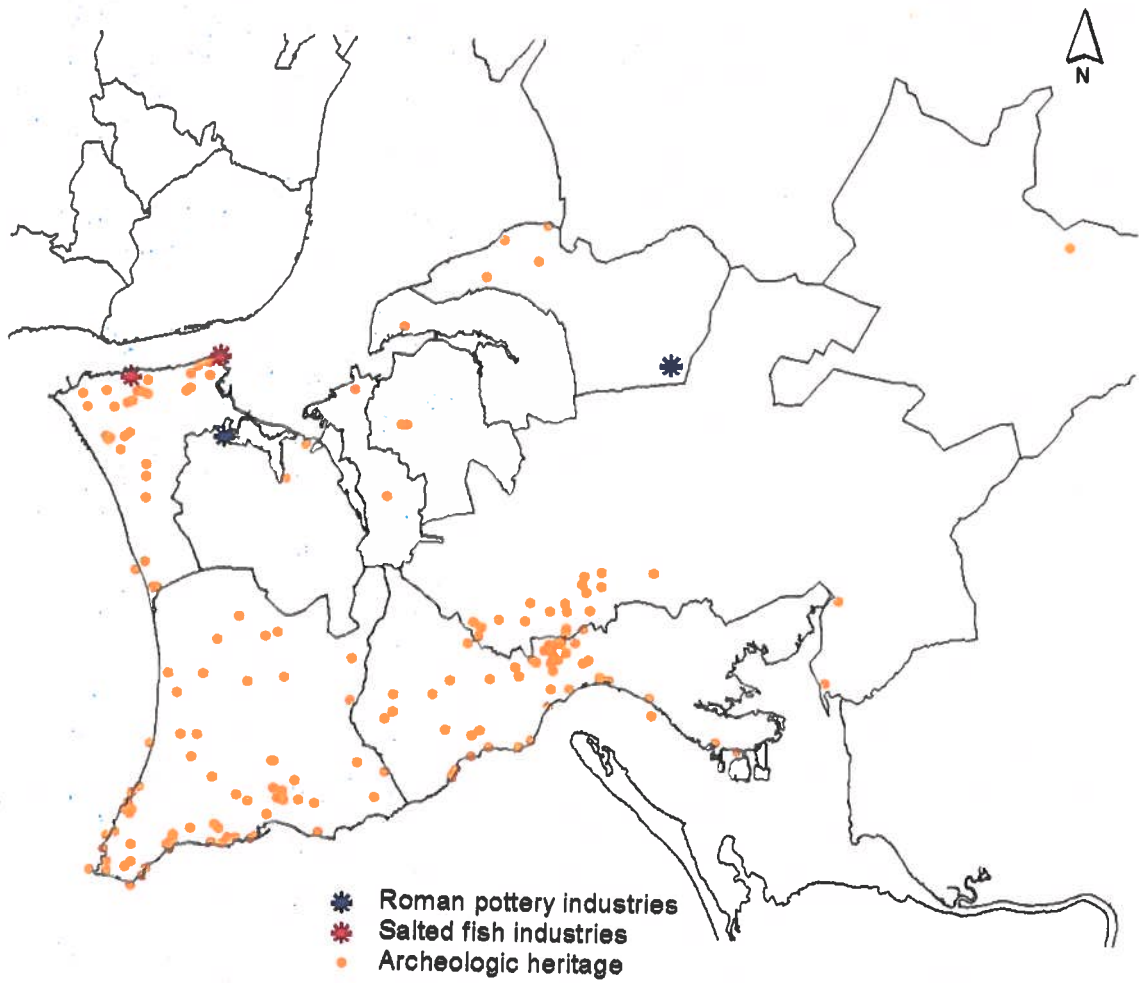 N
Roman pottery industries
Salted fish industries
Archeologic heritage